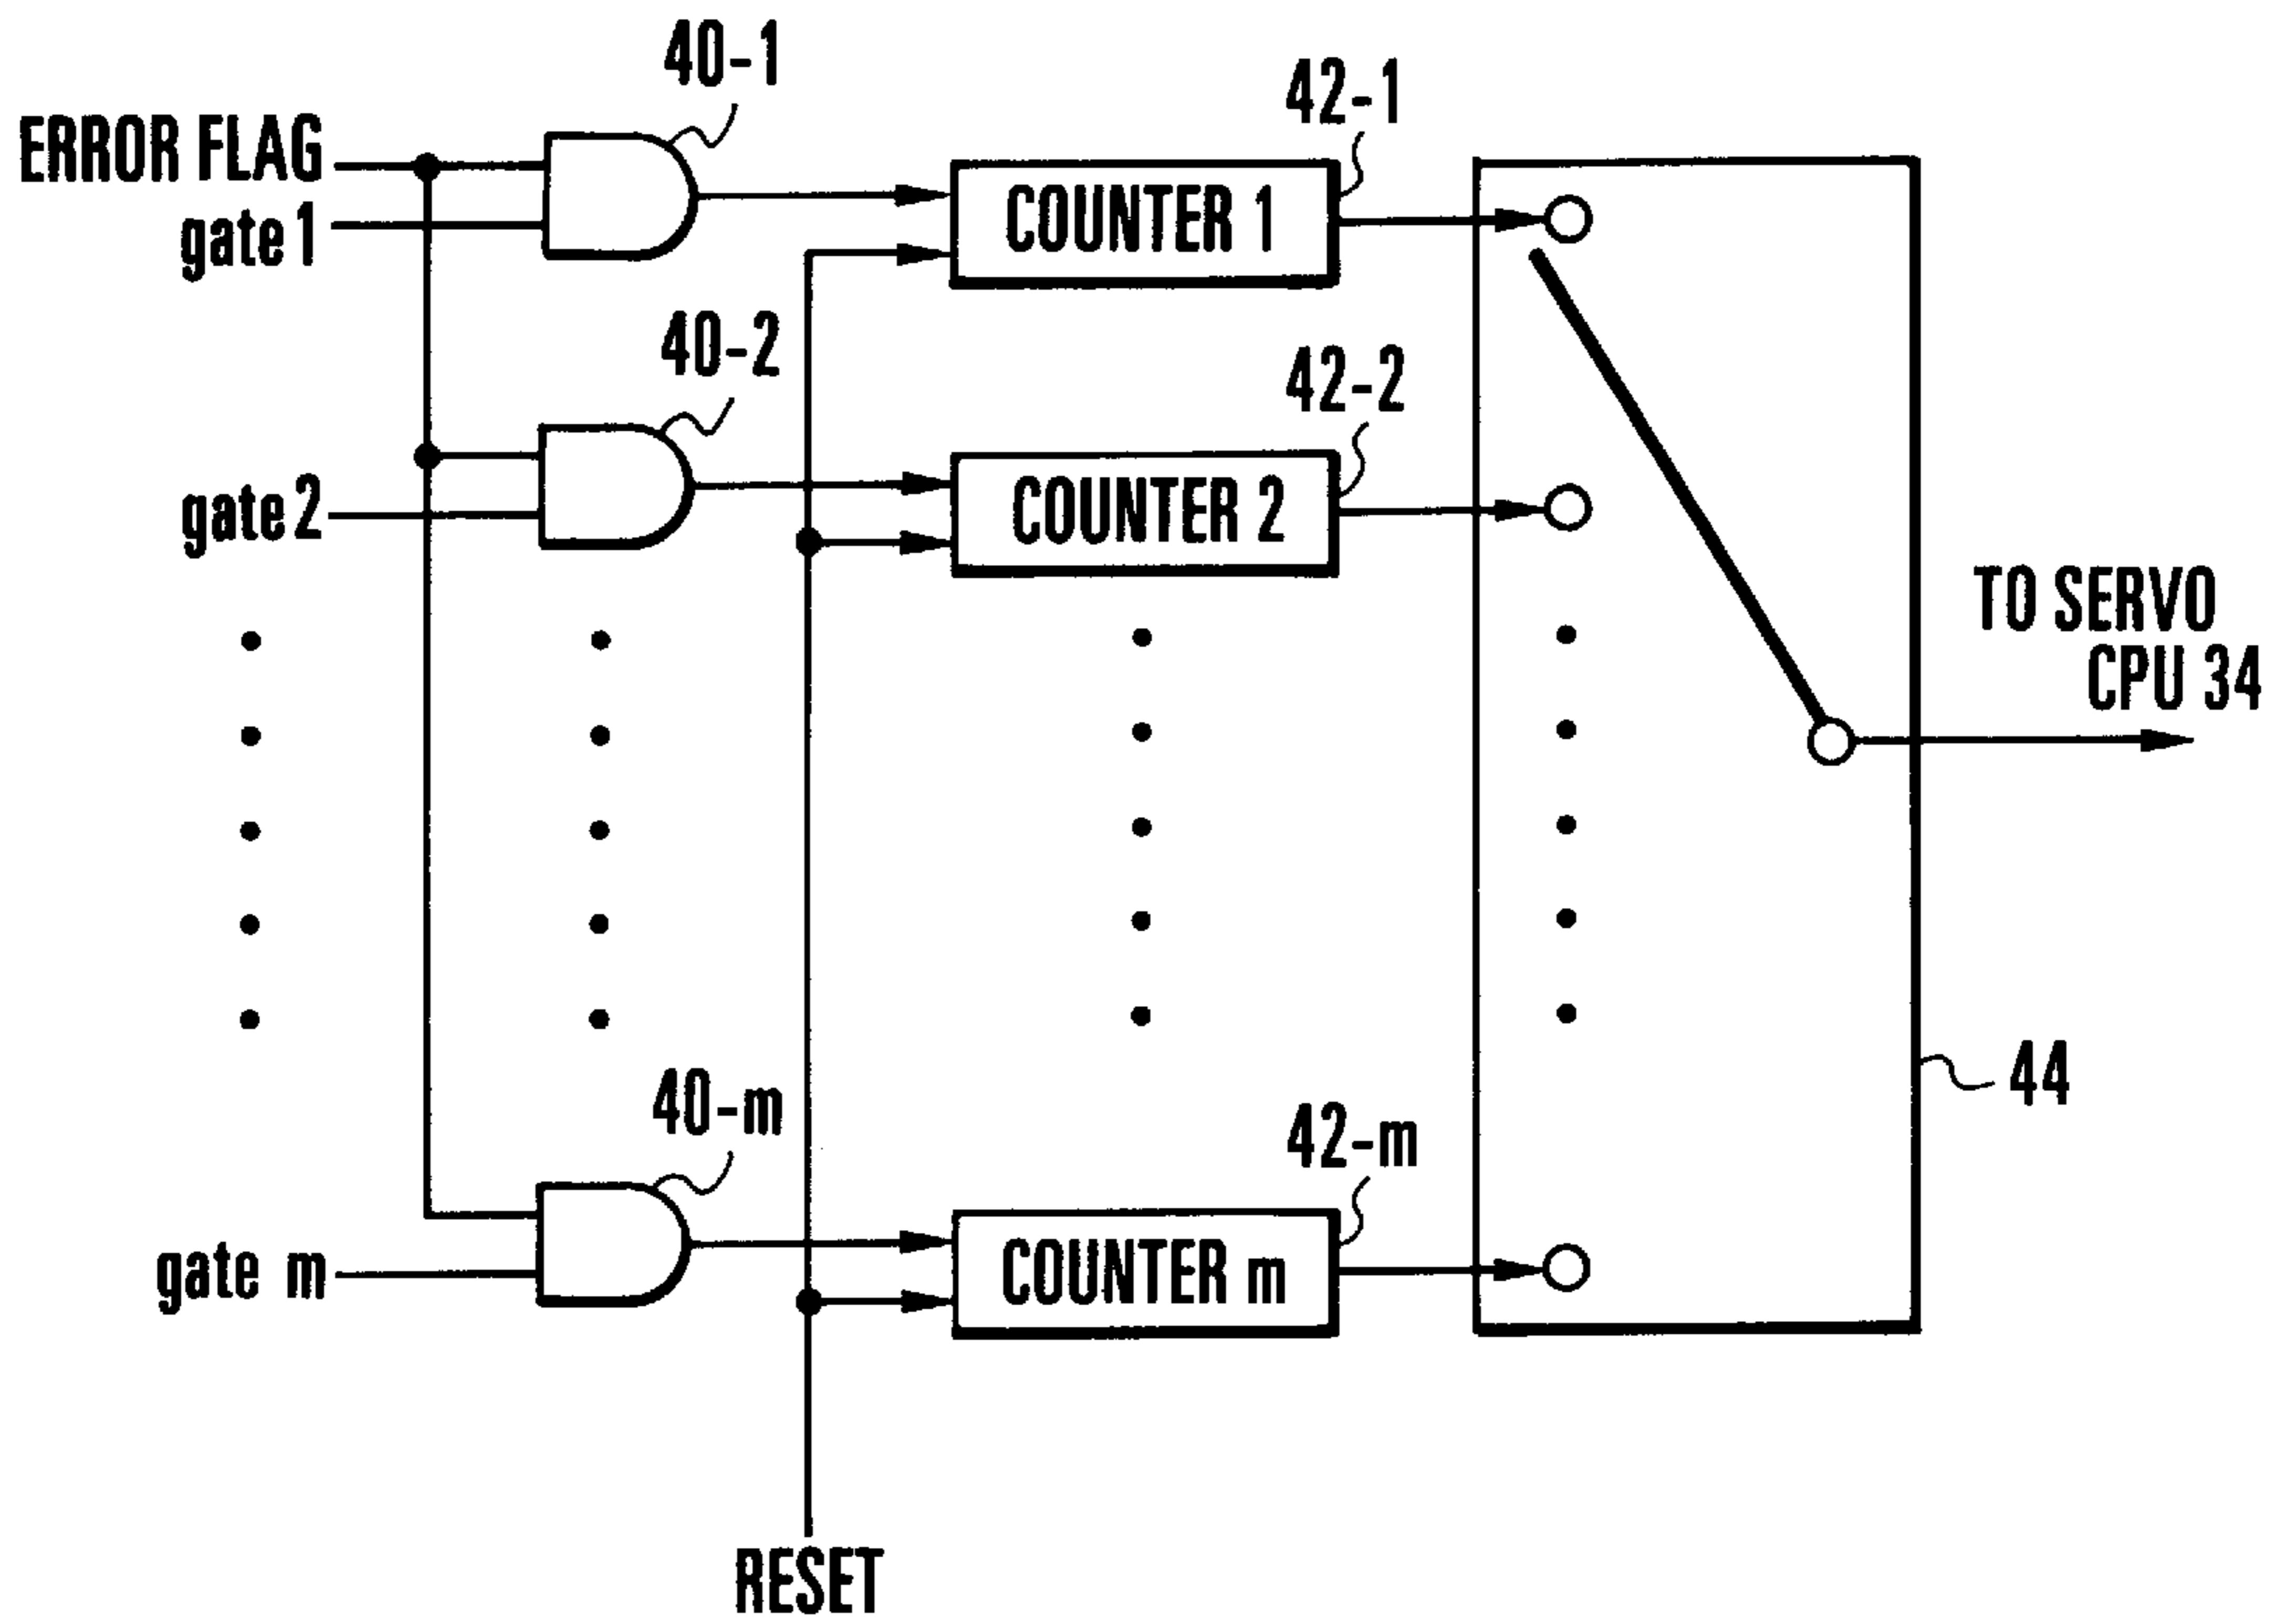 40-1
42-1
ERROR FLAG
gate 1
COUNTER 1
40-2
42-2
gate 2
COUNTER 2
TO SERVO
CPU 34
44
40-m
42-m
gate m
COUNTER m
RESET